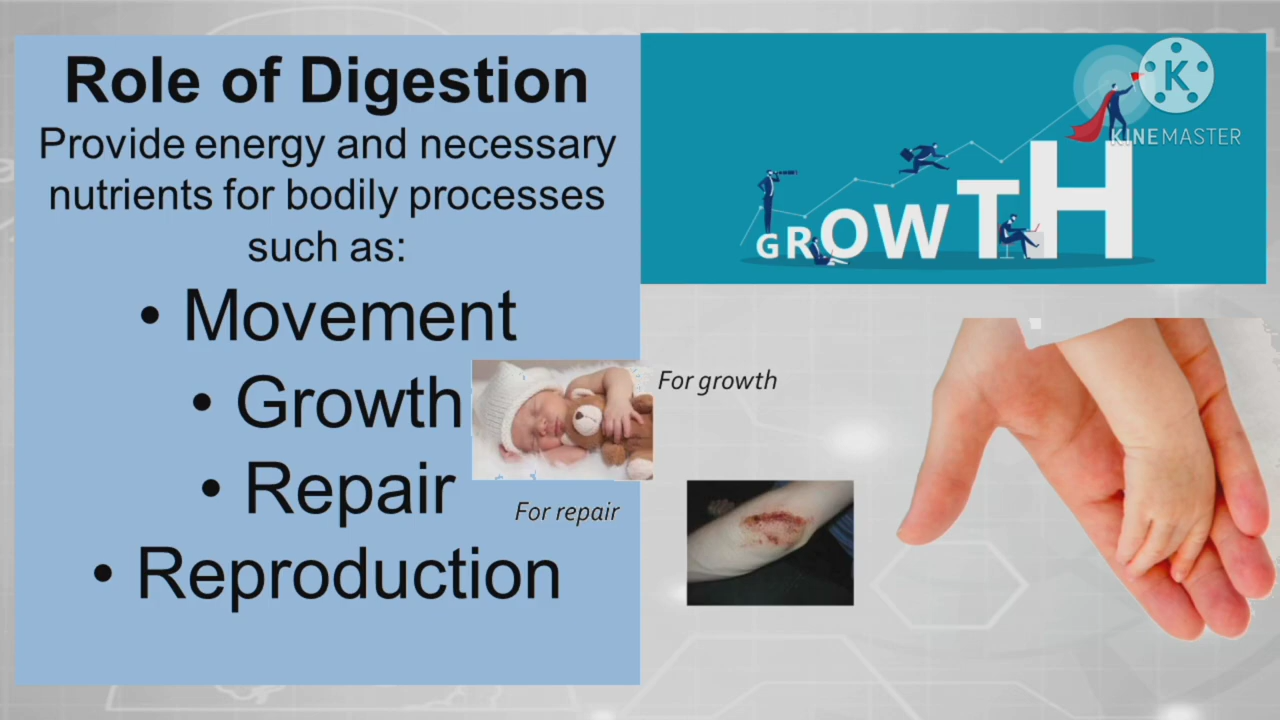 Role of Digestion
Provide energy and necessary
nutrients for bodily processes
such as:
• Movement
• Growth
• Repair
• Reproduction
For growth
For repair
GROWTH
K
KINEMASTER